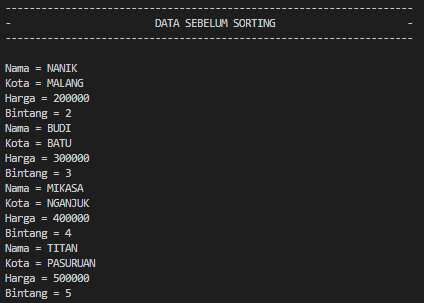 --------------------------------------------------------------------
-                        DATA SEBELUM SORTING                      -
--------------------------------------------------------------------
Nama = NANIK
Kota = MALANG
Harga = 200000
Bintang = 2
Nama = BUDI
Kota = BATU
Harga = 300000
Bintang = 3
Nama = MIKASA
Kota = NGANJUK
Harga = 400000
Bintang = 4
Nama = TITAN
Kota = PASURUAN
Harga = 500000
Bintang = 5